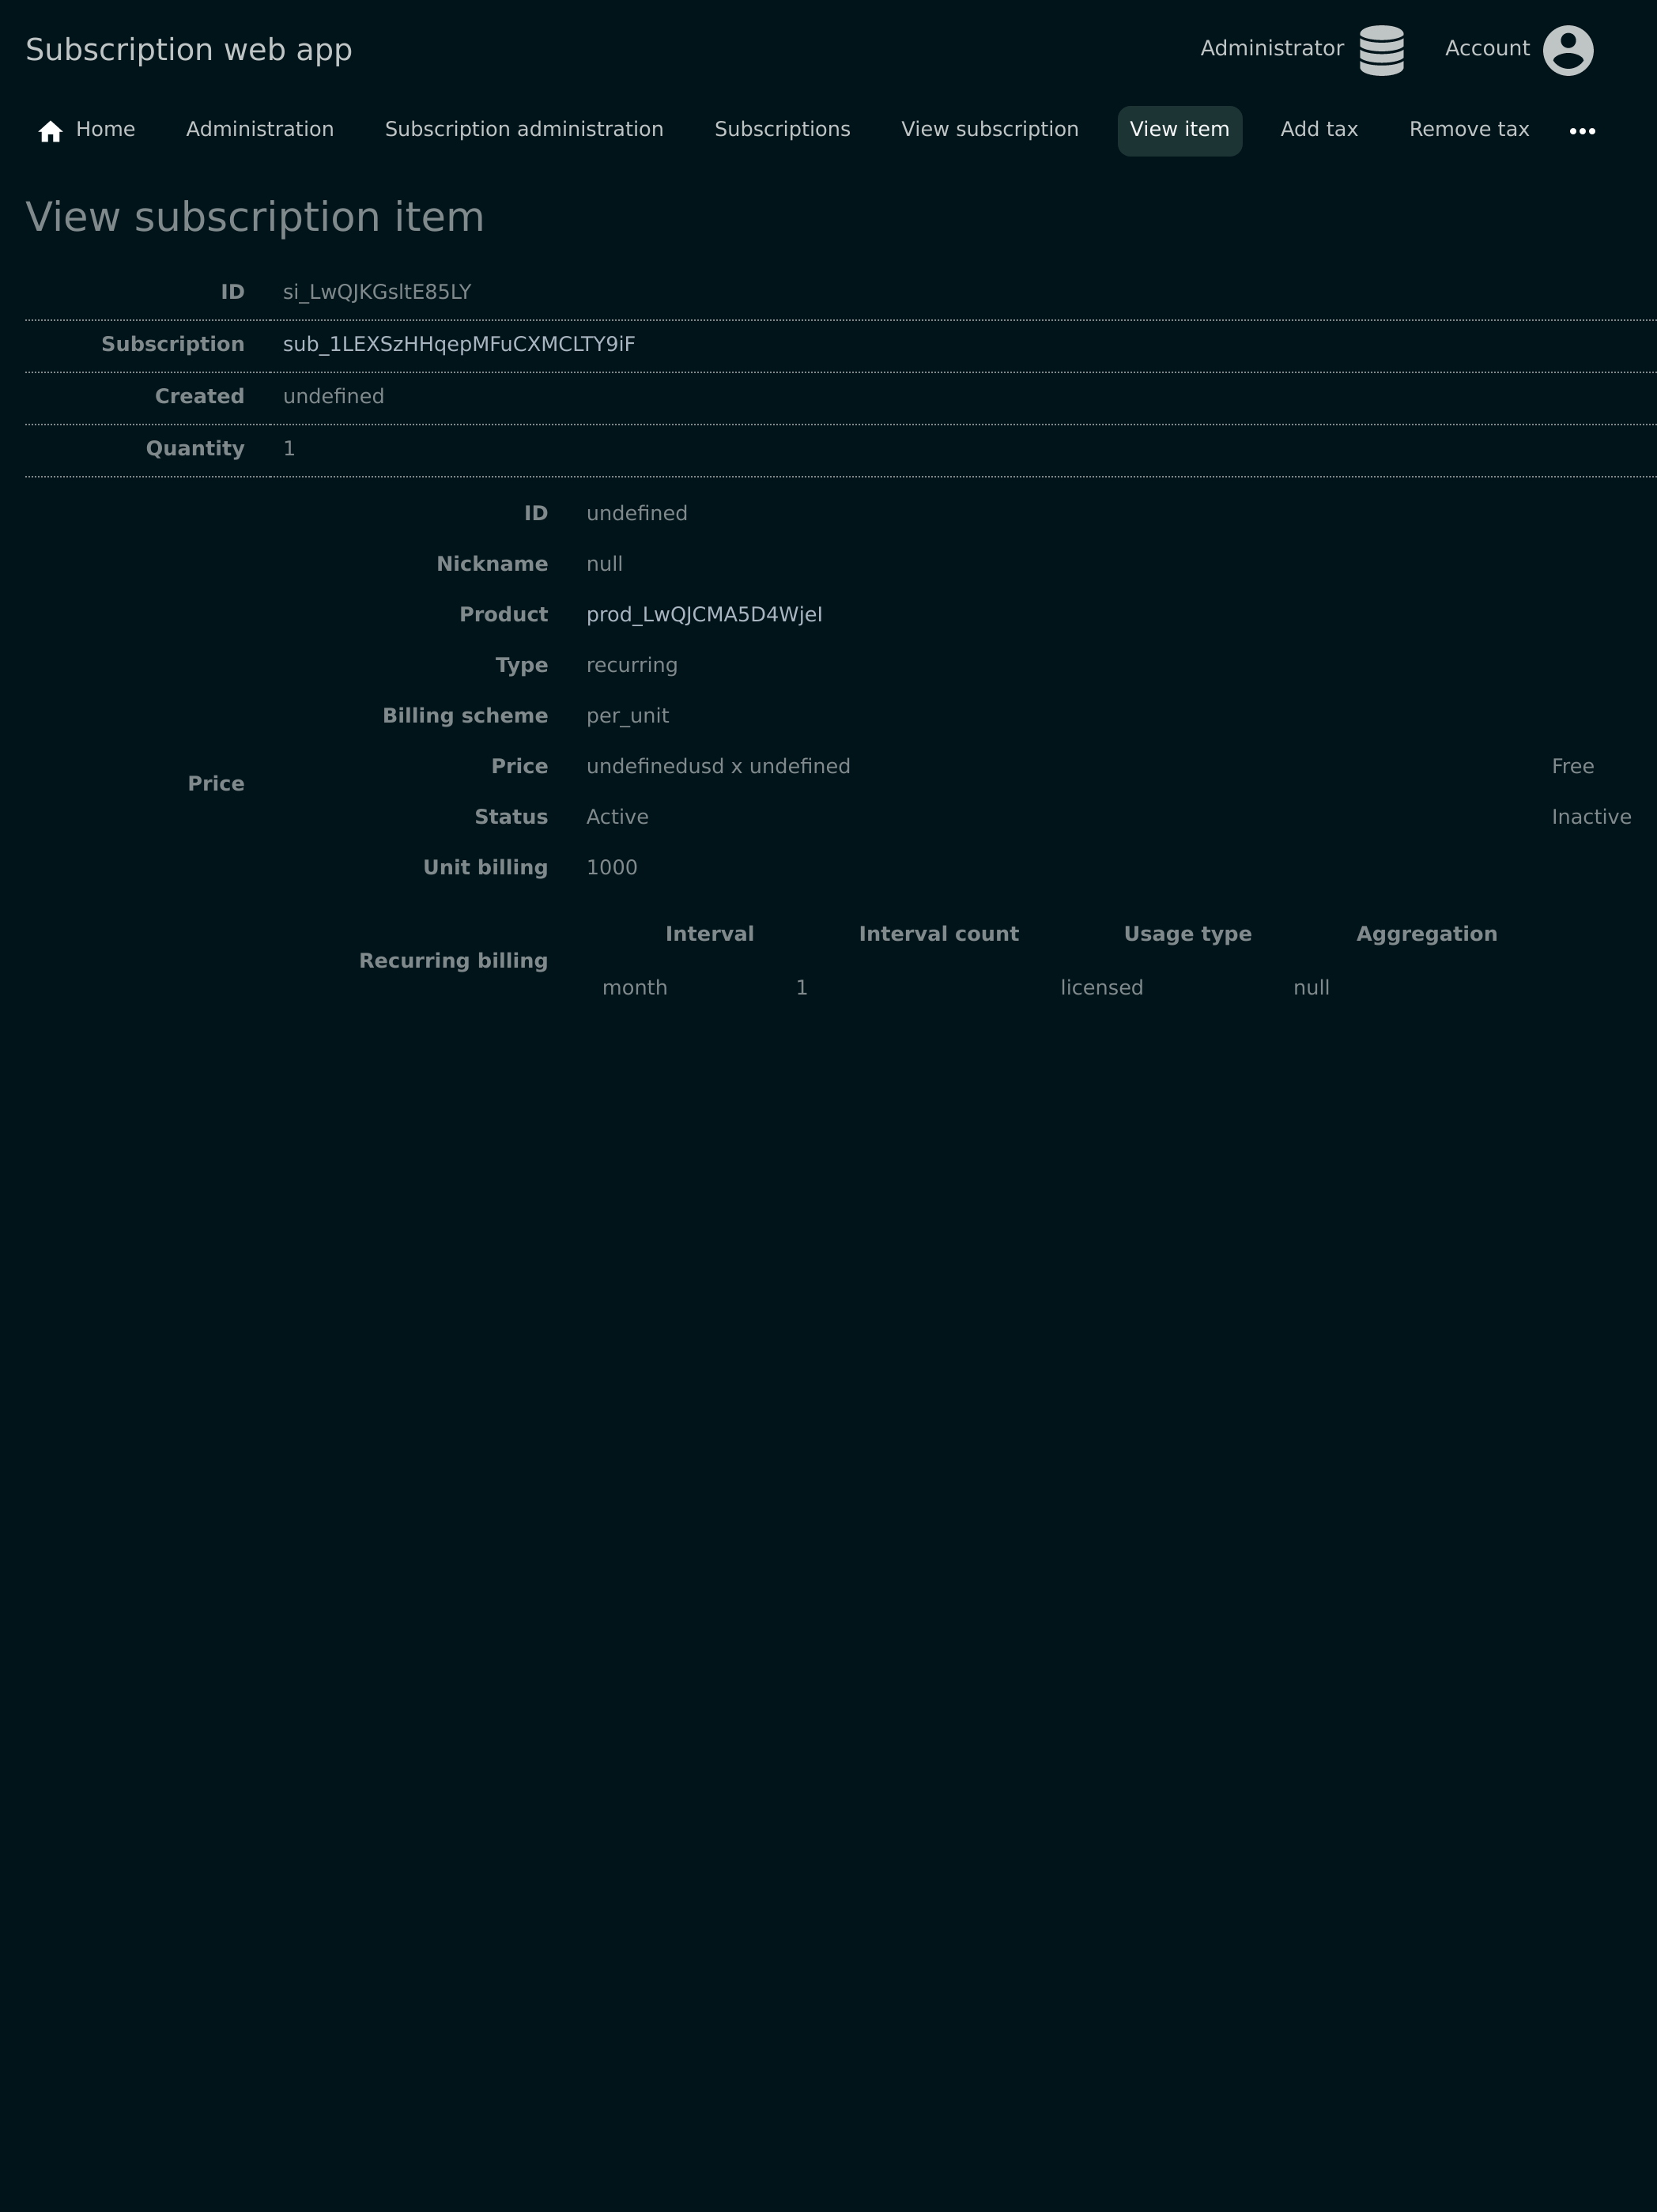 Subscription web app
Administrator
Account
Home Administration Subscription administration Subscriptions View subscription View item Add tax Remove tax
View subscription item
ID si_LwQJKGsltE85LY
Subscription sub_1LEXSzHHqepMFuCXMCLTY9iF
Created undefined
Quantity 1
Price
ID undefined
Nickname null
Product prod_LwQJCMA5D4WjeI
Type recurring
Billing scheme per_unit
Price undefinedusd x undefined Free
Status Active Inactive
Unit billing 1000
Recurring billing
Interval Interval count Usage type Aggregation
month 1 licensed null